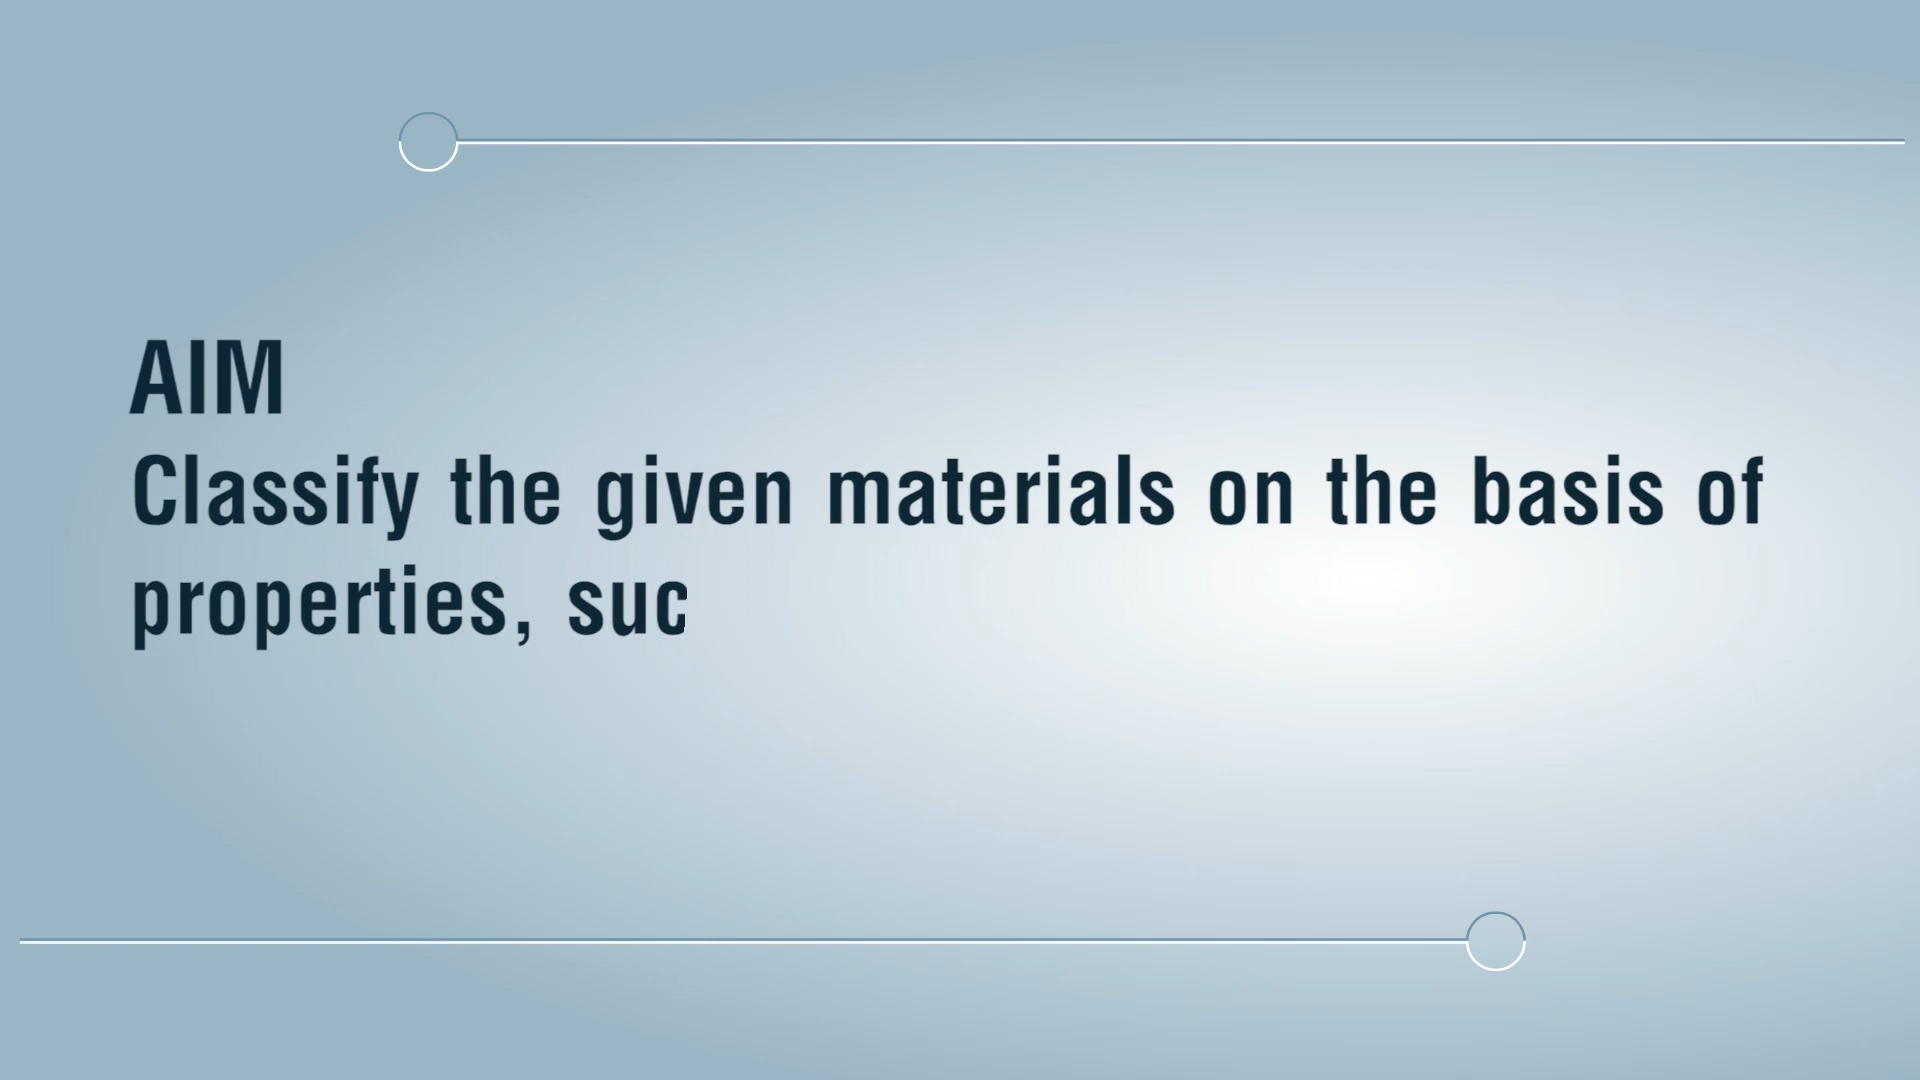 AIM
Classify the given materials on the basis of
properties, suc